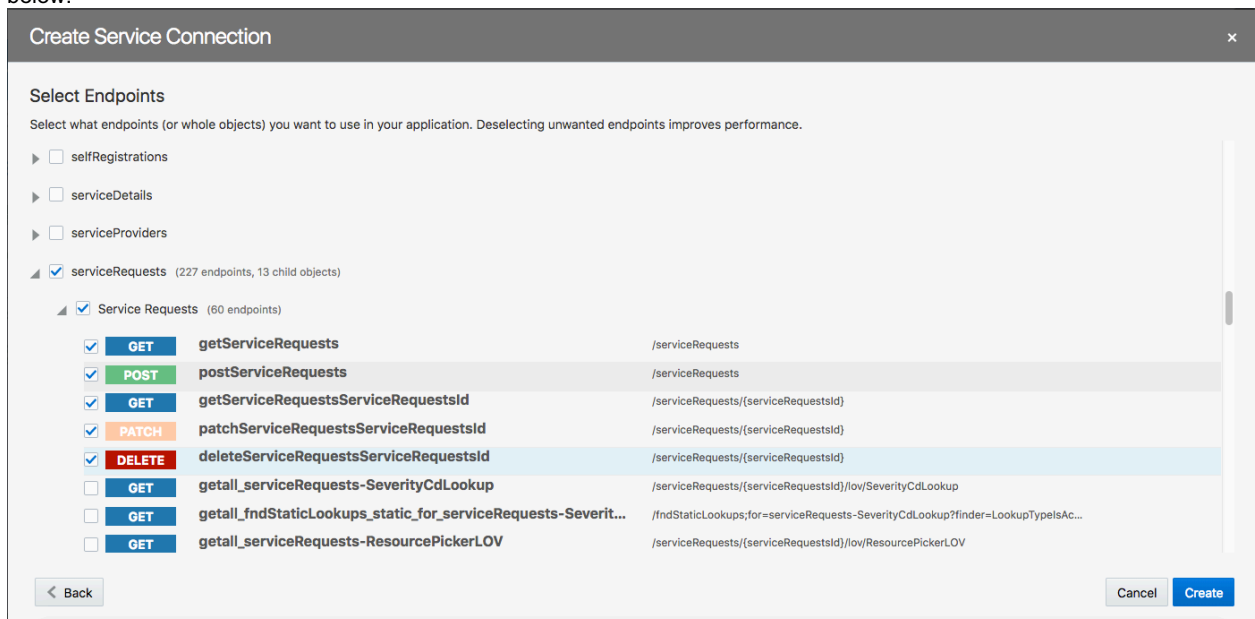 below.
Create Service Connection ×
Select Endpoints
Select what endpoints (or whole objects) you want to use in your application. Deselecting unwanted endpoints improves performance.
selfRegistrations
serviceDetails
serviceProviders
serviceRequests (227 endpoints, 13 child objects)
Service Requests (60 endpoints)
GET getServiceRequests /serviceRequests
POST postServiceRequests /serviceRequests
GET getServiceRequestsServiceRequestsId /serviceRequests/{serviceRequestsId}
PATCH patchServiceRequestsServiceRequestsId /serviceRequests/{serviceRequestsId}
DELETE deleteServiceRequestsServiceRequestsId /serviceRequests/{serviceRequestsId}
GET getall_serviceRequests-SeverityCdLookup /serviceRequests/{serviceRequestsId}/lov/SeverityCdLookup
GET getall_fndStaticLookups_static_for_serviceRequests-Severit... /fndStaticLookups;for=serviceRequests-SeverityCdLookup?finder=LookupTypeIsAc...
GET getall_serviceRequests-ResourcePickerLOV /serviceRequests/{serviceRequestsId}/lov/ResourcePickerLOV
< Back Cancel Create